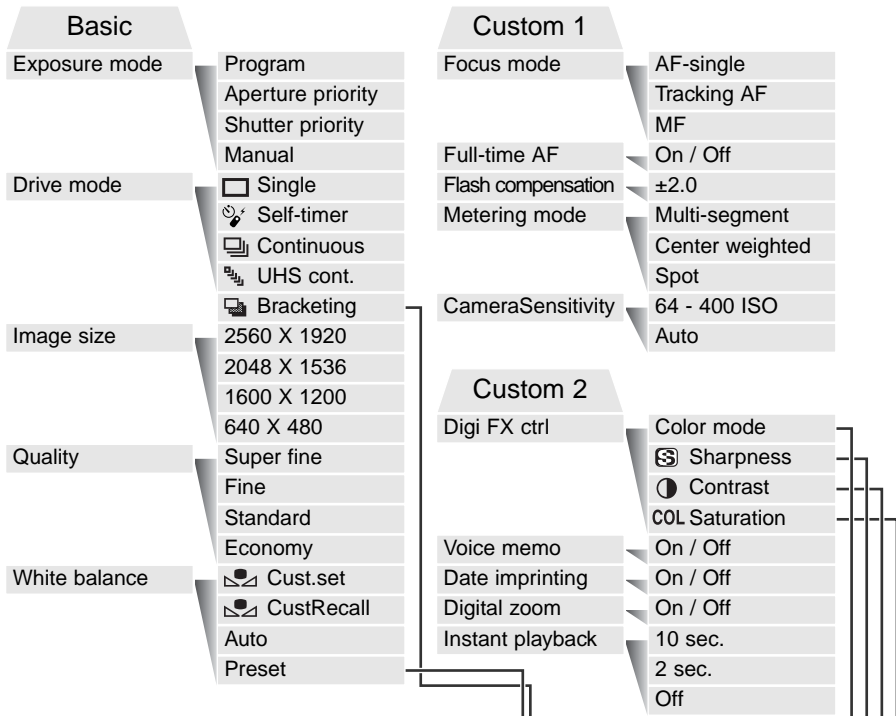 Basic
Exposure mode
Program
Aperture priority
Shutter priority
Manual
Drive mode
Single
Self-timer
Continuous
UHS cont.
Bracketing
Image size
2560 X 1920
2048 X 1536
1600 X 1200
640 X 480
Quality
Super fine
Fine
Standard
Economy
White balance
Cust.set
CustRecall
Auto
Preset
Custom 1
Focus mode
AF-single
Tracking AF
MF
Full-time AF
On / Off
Flash compensation
±2.0
Metering mode
Multi-segment
Center weighted
Spot
CameraSensitivity
64 - 400 ISO
Auto
Custom 2
Digi FX ctrl
Color mode
S Sharpness
Contrast
COL Saturation
Voice memo
On / Off
Date imprinting
On / Off
Digital zoom
On / Off
Instant playback
10 sec.
2 sec.
Off